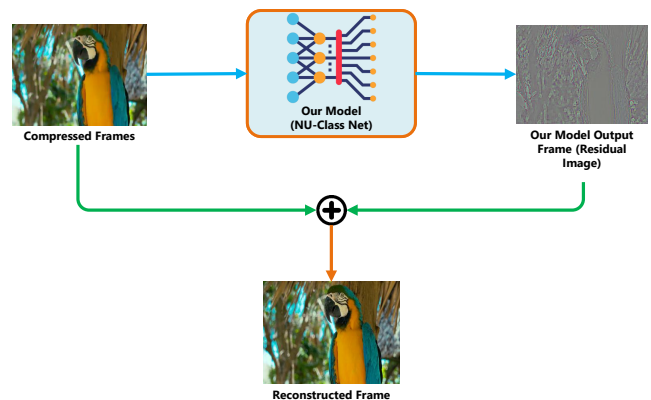 Compressed Frames
Our Model
(NU-Class Net)
Our Model Output
Frame (Residual
Image)
Reconstructed Frame